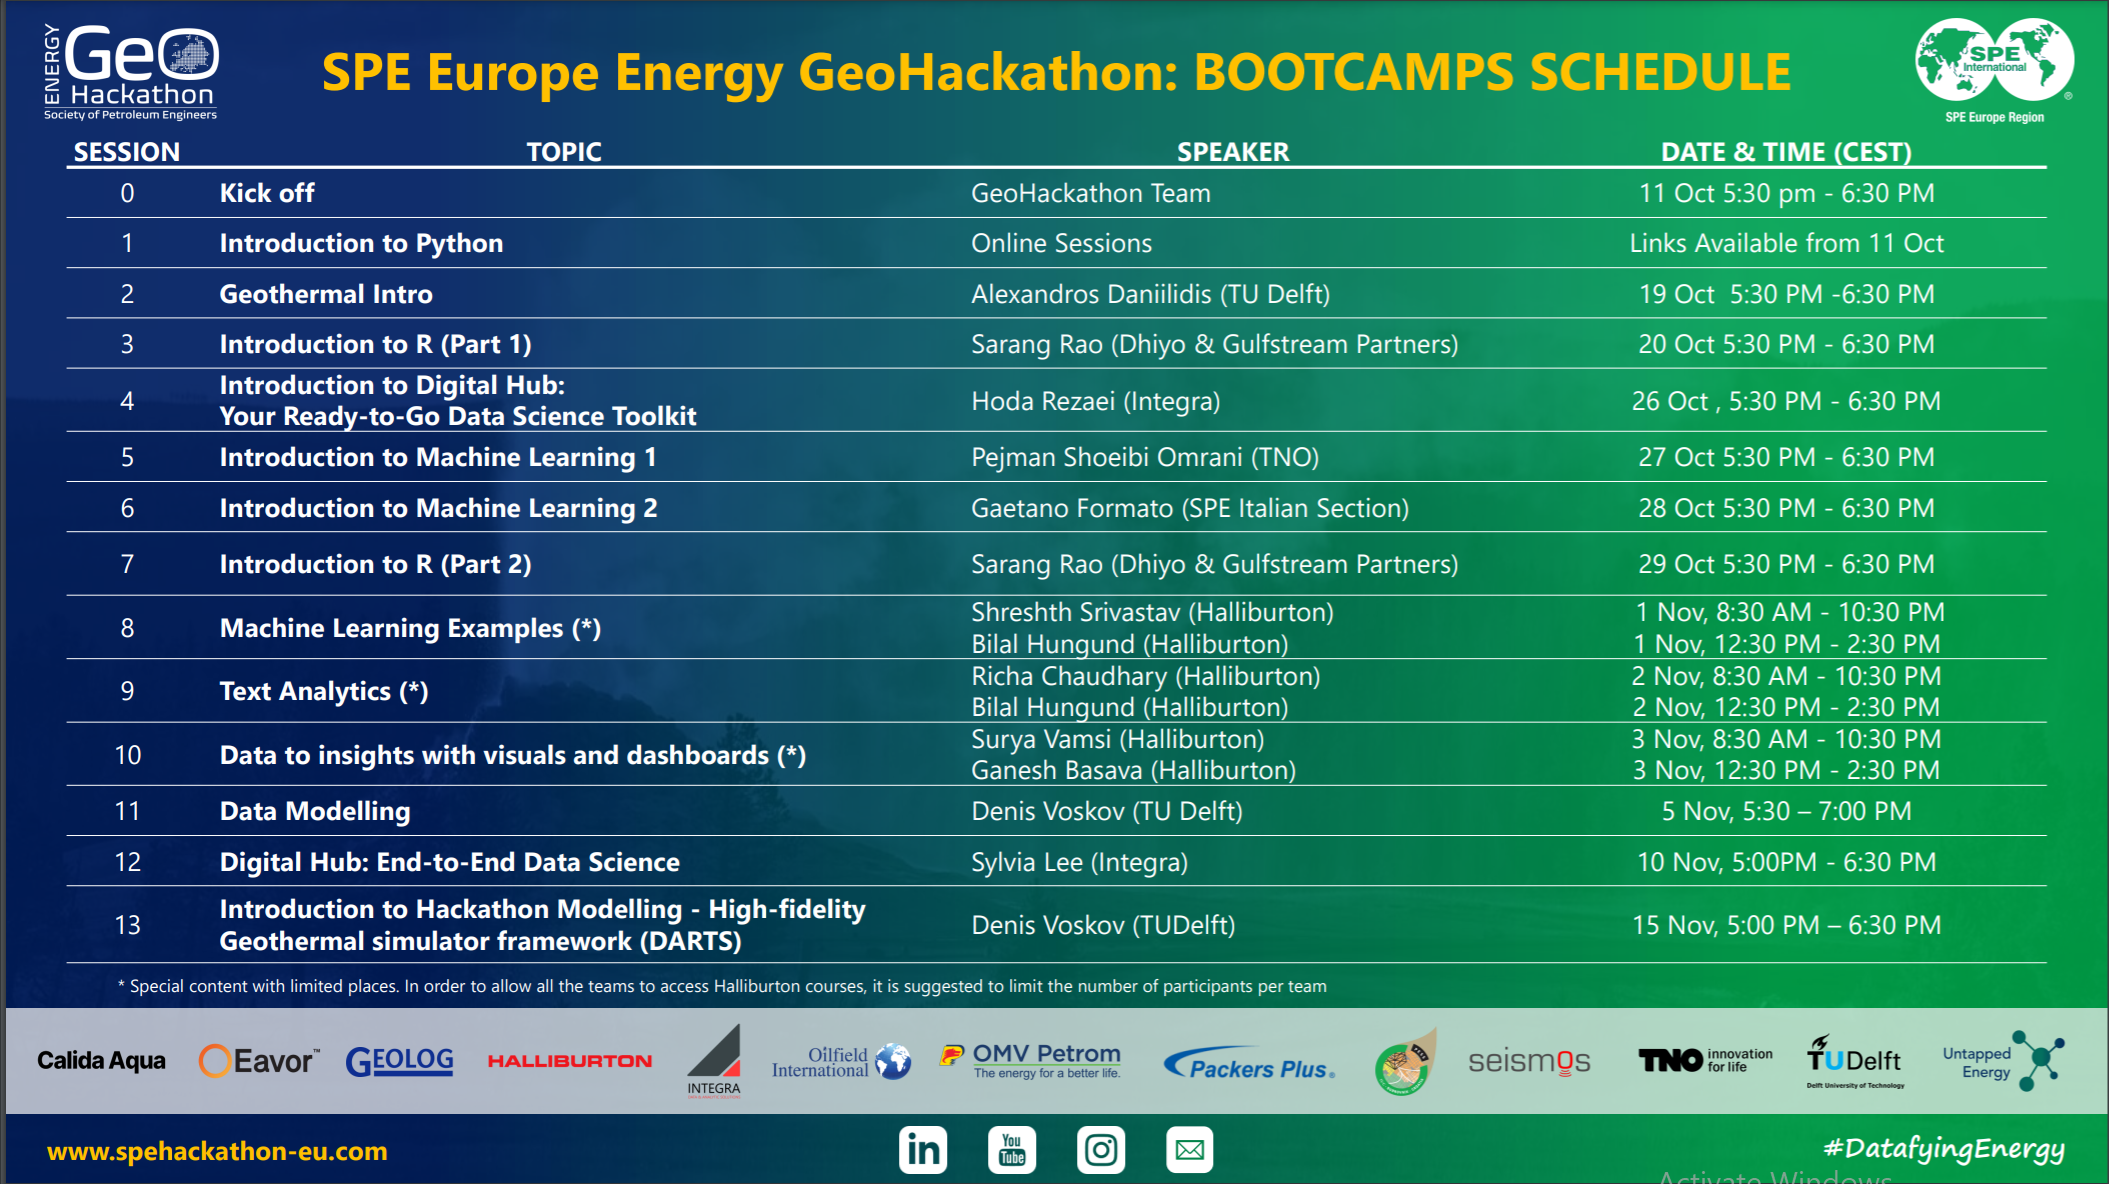 ENERGY
Geo
Hackathon
Society of Petroleum Engineers
SPE Europe Energy GeoHackathon: BOOTCAMPS SCHEDULE
SPE
International
®
SPE Europe Region
SESSION TOPIC SPEAKER DATE & TIME (CEST)
0 Kick off GeoHackathon Team 11 Oct 5:30 pm - 6:30 PM
1 Introduction to Python Online Sessions Links Available from 11 Oct
2 Geothermal Intro Alexandros Daniilidis (TU Delft) 19 Oct 5:30 PM -6:30 PM
3 Introduction to R (Part 1) Sarang Rao (Dhiyo & Gulfstream Partners) 20 Oct 5:30 PM - 6:30 PM
4 Introduction to Digital Hub:
Your Ready-to-Go Data Science Toolkit Hoda Rezaei (Integra) 26 Oct , 5:30 PM - 6:30 PM
5 Introduction to Machine Learning 1 Pejman Shoeibi Omrani (TNO) 27 Oct 5:30 PM - 6:30 PM
6 Introduction to Machine Learning 2 Gaetano Formato (SPE Italian Section) 28 Oct 5:30 PM - 6:30 PM
7 Introduction to R (Part 2) Sarang Rao (Dhiyo & Gulfstream Partners) 29 Oct 5:30 PM - 6:30 PM
8 Machine Learning Examples (*) Shreshth Srivastav (Halliburton) 1 Nov, 8:30 AM - 10:30 PM
Bilal Hungund (Halliburton) 1 Nov, 12:30 PM - 2:30 PM
9 Text Analytics (*) Richa Chaudhary (Halliburton) 2 Nov, 8:30 AM - 10:30 PM
Bilal Hungund (Halliburton) 2 Nov, 12:30 PM - 2:30 PM
10 Data to insights with visuals and dashboards (*) Surya Vamsi (Halliburton) 3 Nov, 8:30 AM - 10:30 PM
Ganesh Basava (Halliburton) 3 Nov, 12:30 PM - 2:30 PM
11 Data Modelling Denis Voskov (TU Delft) 5 Nov, 5:30 – 7:00 PM
12 Digital Hub: End-to-End Data Science Sylvia Lee (Integra) 10 Nov, 5:00PM - 6:30 PM
13 Introduction to Hackathon Modelling - High-fidelity
Geothermal simulator framework (DARTS) Denis Voskov (TUDelft) 15 Nov, 5:00 PM – 6:30 PM
* Special content with limited places. In order to allow all the teams to access Halliburton courses, it is suggested to limit the number of participants per team
Calida Aqua
Eavor™
GEOLOG
HALLIBURTON
INTEGRA
Oilfield
International
OMV Petrom
The energy for a better life.
Packers Plus®
seismos
TNO innovation
for life
TU Delft
Delft University of Technology
Untapped
Energy
www.spehackathon-eu.com
in
You
Tube
#DatafyingEnergy
Activate Windows